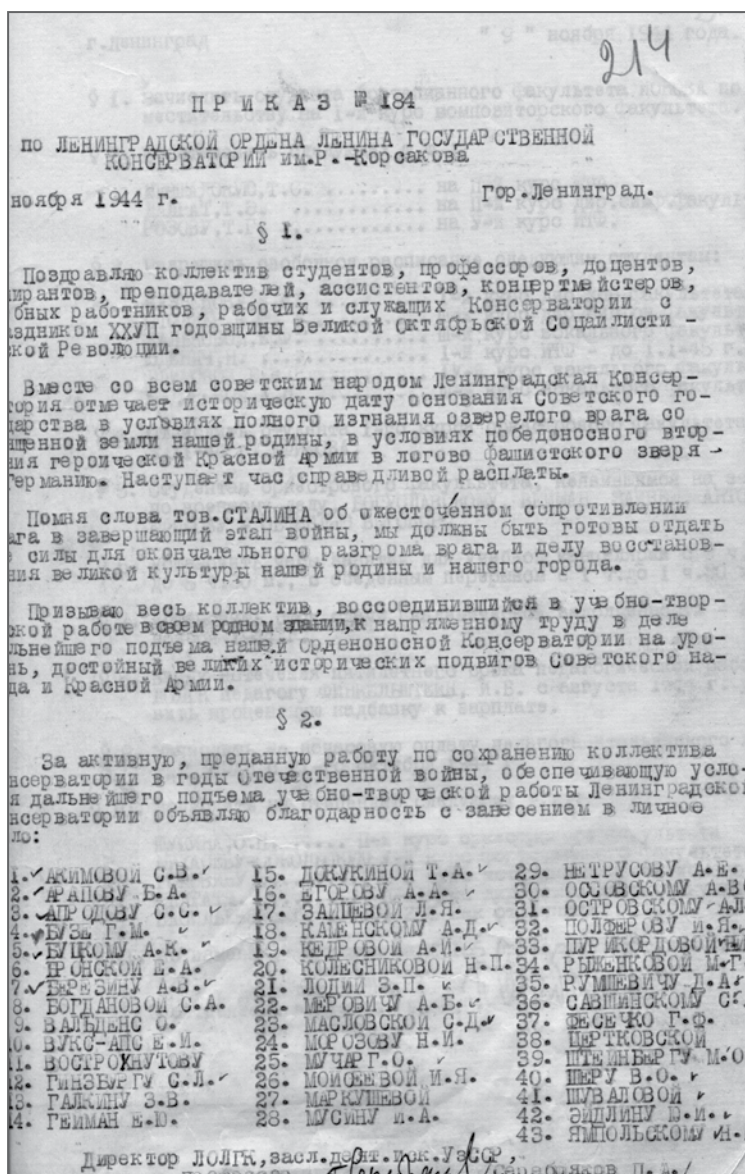 214
ПРИКАЗ № 184
по ЛЕНИНГРАДСКОЙ ОРДЕНА ЛЕНИНА ГОСУДАРСТВЕННОЙ
КОНСЕРВАТОРИИ им.Р.-Корсакова
ноября 1944 г. Гор.Ленинград.
§ 1.
Поздравляю коллектив студентов, профессоров, доцентов,
пирантов, преподавателей, ассистентов, концертмейстеров,
бных работников, рабочих и служащих Консерватории с
аздником ХХУП годовщины Великой Октябрьской Социалисти -
ской Революции.
Вместе со всем советским народом Ленинградская Консер-
тория отмечает историческую дату основания Советского го-
дарства в условиях полного изгнания озверелого врага со
ященной земли нашей родины, в условиях победоносного втор-
ния героической Красной Армии в логово фашистского зверя -
Германию. Наступает час справедливой расплаты.
Помня слова тов.СТАЛИНА об ожесточённом сопротивлении
ага в завершающий этап войны, мы должны быть готовы отдать
е силы для окончательного разгрома врага и делу восстанов-
ния великой культуры нашей родины и нашего города.
Призываю весь коллектив, воссоединившийся в учебно-твор-
ской работе в своем родном здании, к напряженному труду в деле
льнейшего подъема нашей Орденоносной Консерватории на уро-
нь, достойный великих исторических подвигов Советского на-
да и Красной Армии.
§ 2.
За активную, преданную работу по сохранению коллектива
нсерватории в годы Отечественной войны, обеспечивающую усло-
я дальнейшего подъема учебно-творческой работы Ленинградской
нсерватории объявляю благодарность с занесением в личное
ло:
1. АКИМОВОЙ С.В. 15. ДОКУКИНОЙ Т.А. 29. НЕТРУСОВУ А.Е.
2. АРАПОВУ Б.А. 16. ЕГОРОВУ А.А. 30. ОССОВСКОМУ А.В
3. АПРОДОВУ С.С. 17. ЗАЙЦЕВОЙ Л.Я. 31. ОСТРОВСКОМУ АЛ
4. БУЗЕ Г.М. 18. КАМЕНСКОМУ А.Д. 32. ПОЛФЕРОВУ И.Я.
5. БУЦКОМУ А.К. 19. КЕДРОВОЙ А.И. 33. ПУРИКОРДОВОЙ
6. БРОНСКОЙ Е.А. 20. КОЛЕСНИКОВОЙ Н.П. 34. РЫЖЕНКОВОЙ М.Г
7. БЕРЕЗИНУ А.В. 21. ЛОДИЙ З.П. 35. РУМШЕВИЧУ Д.А
8. БОГДАНОВОЙ С.А. 22. МЕРОВИЧУ А.Б. 36. САВШИНСКОМУ С.
9. ВАЛЬДЕНС О. 23. МАСЛОВСКОЙ С.Д. 37. ФЕСЕЧКО Г.Ф.
10. ВУКС-АПС Е.И. 24. МОРОЗОВУ Н.И. 38. ЦЕРТКОВСКОЙ
11. ВОСТРОХНУТОВУ 25. МУЧАР Г.О. 39. ШТЕЙНБЕРГУ М.О
12. ГИНЗБУРГУ С.Л. 26. МОИСЕЕВОЙ И.Я. 40. ШЕРУ В.О.
13. ГАЛКИНУ З.В. 27. МАРКУШЕВОЙ 41. ШУВАЛОВОЙ
14. ГЕЙМАН Е.Ю. 28. МУСИНУ И.А. 42. ЭЙДЛИНУ Ю.И.
43. ЯМПОЛЬСКОМУ Н.
Директор ЛОЛГК, засл.деят.иск.УзССР,